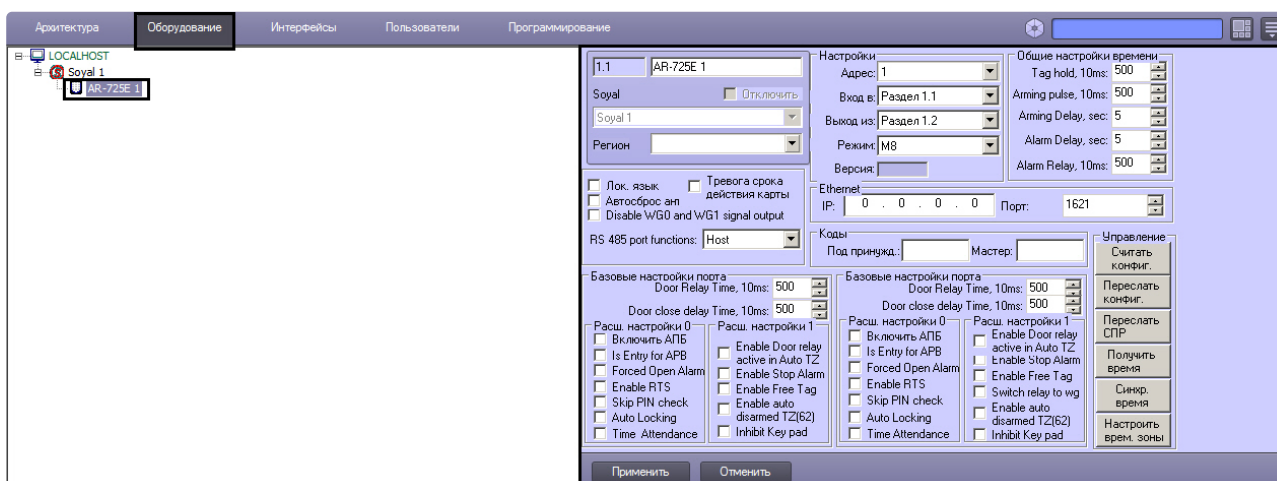 Архитектура
Оборудование
Интерфейсы
Пользователи
Программирование
LOCALHOST
Soyal 1
AR-725E 1
1.1
AR-725E 1
Soyal
Отключить
Soyal 1
Регион
Настройки
Адрес: 1
Вход в: Раздел 1.1
Выход из: Раздел 1.2
Режим: M8
Версия:
Общие настройки времени
Tag hold, 10ms: 500
Arming pulse, 10ms: 500
Arming Delay, sec: 5
Alarm Delay, sec: 5
Alarm Relay, 10ms: 500
Лок. язык
Тревога срока
действия карты
Автосброс апп
Disable WG0 and WG1 signal output
RS 485 port functions: Host
Ethernet
IP: 0 . 0 . 0 . 0
Порт: 1621
Коды
Под принужд.:
Мастер:
Управление
Считать
конфиг.
Переслать
конфиг.
Переслать
СПР
Получить
время
Синхр.
время
Настроить
врем. зоны
Базовые настройки порта
Door Relay Time, 10ms: 500
Door close delay Time, 10ms: 500
Расш. настройки 0
Включить АПБ
Is Entry for APB
Forced Open Alarm
Enable RTS
Skip PIN check
Auto Locking
Time Attendance
Расш. настройки 1
Enable Door relay
active in Auto TZ
Enable Stop Alarm
Enable Free Tag
Enable auto
disarmed TZ(62)
Inhibit Key pad
Базовые настройки порта
Door Relay Time, 10ms: 500
Door close delay Time, 10ms: 500
Расш. настройки 0
Включить АПБ
Is Entry for APB
Forced Open Alarm
Enable RTS
Skip PIN check
Auto Locking
Time Attendance
Расш. настройки 1
Enable Door relay
active in Auto TZ
Enable Stop Alarm
Enable Free Tag
Switch relay to wg
Enable auto
disarmed TZ(62)
Inhibit Key pad
Применить
Отменить